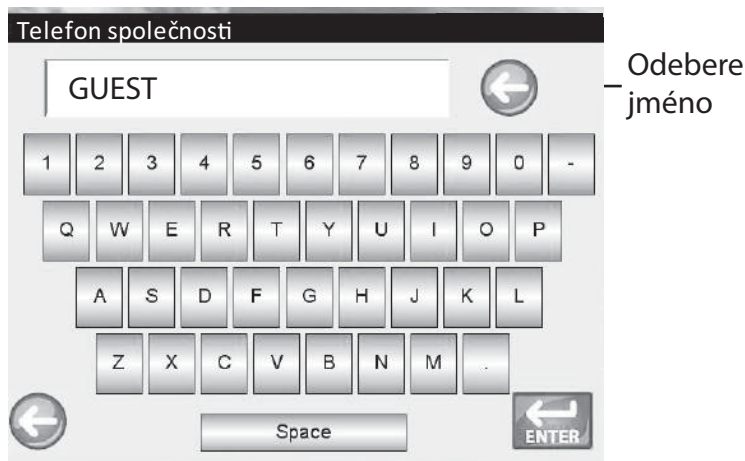 Telefon společnosti
GUEST
Odebere
jméno
1 2 3 4 5 6 7 8 9 0 -
Q W E R T Y U I O P
A S D F G H J K L
Z X C V B N M .
Space
ENTER